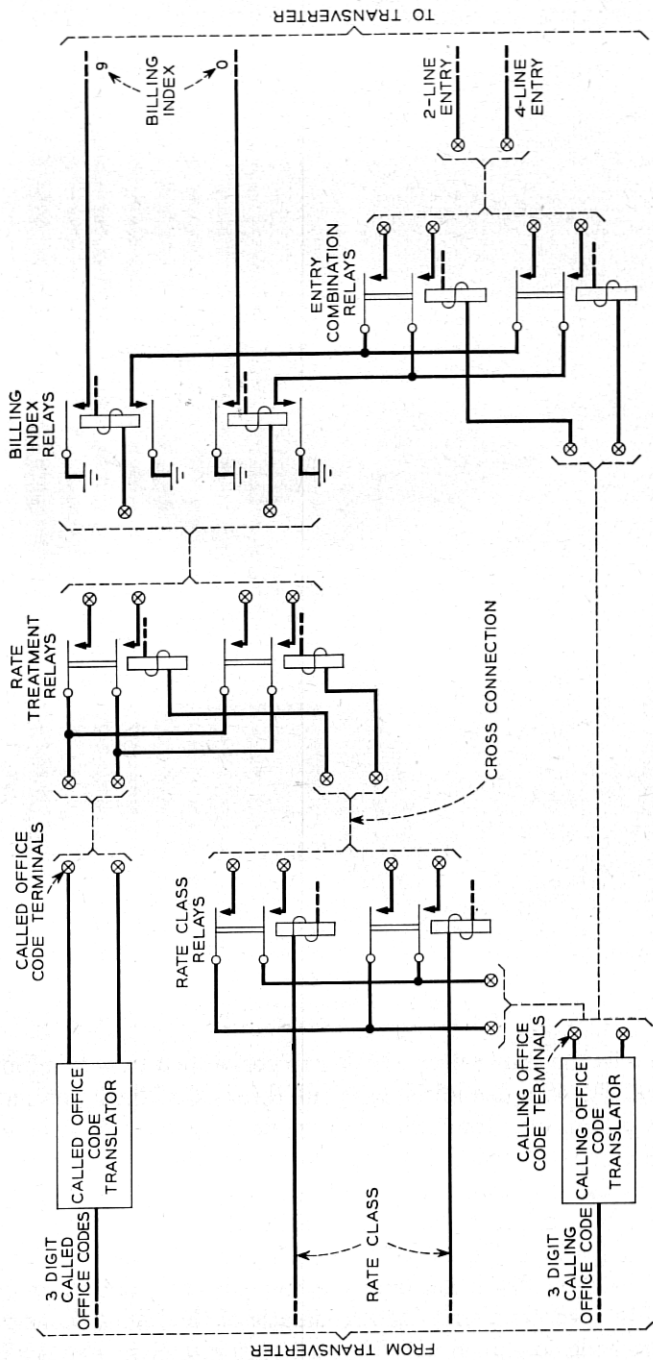 FROM TRANSVERTER
3 DIGIT
CALLED
OFFICE CODES
CALLED OFFICE
CODE
TRANSLATOR
CALLED OFFICE
CODE TERMINALS
RATE
TREATMENT
RELAYS
BILLING
INDEX
RELAYS
9
BILLING
INDEX
0
RATE CLASS
RATE CLASS
RELAYS
CROSS CONNECTION
ENTRY
COMBINATION
RELAYS
2-LINE
ENTRY
4-LINE
ENTRY
3 DIGIT
CALLING
OFFICE CODE
CALLING OFFICE
CODE
TRANSLATOR
CALLING OFFICE
CODE TERMINALS
TO TRANSVERTER